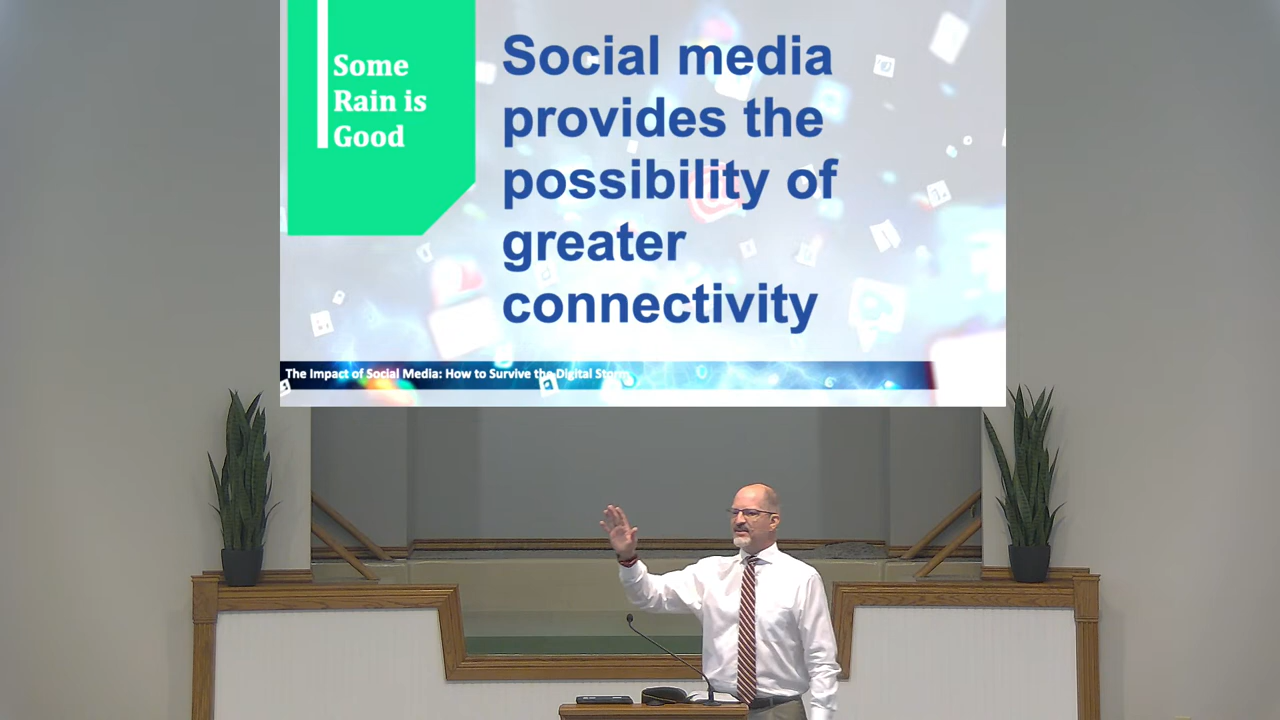 Some
Rain is
Good
Social media
provides the
possibility of
greater
connectivity
The Impact of Social Media: How to Survive the Digital Storm